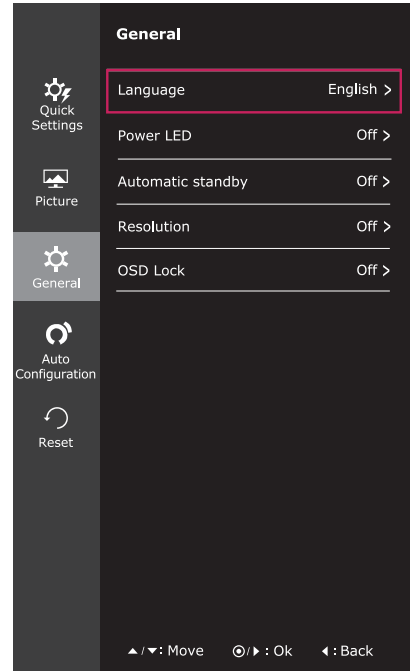 General
Quick
Settings
Picture
General
Auto
Configuration
Reset
Language English >
Power LED Off >
Automatic standby Off >
Resolution Off >
OSD Lock Off >
▲/▼: Move ◉/▶ : Ok ◀ : Back